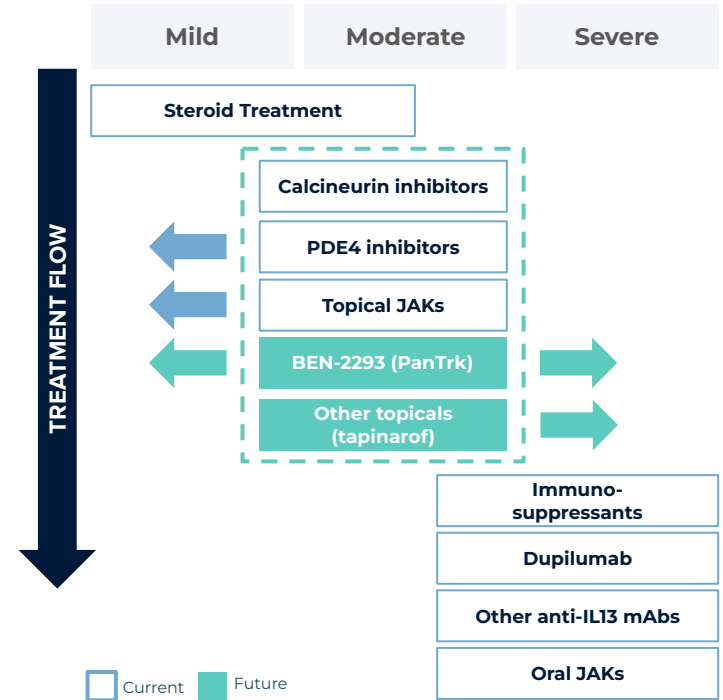 Mild Moderate Severe
TREATMENT FLOW
Steroid Treatment
Calcineurin inhibitors
PDE4 inhibitors
Topical JAKs
BEN-2293 (PanTrk)
Other topicals
(tapinarof)
Immuno-
suppressants
Dupilumab
Other anti-IL13 mAbs
Oral JAKs
Current Future